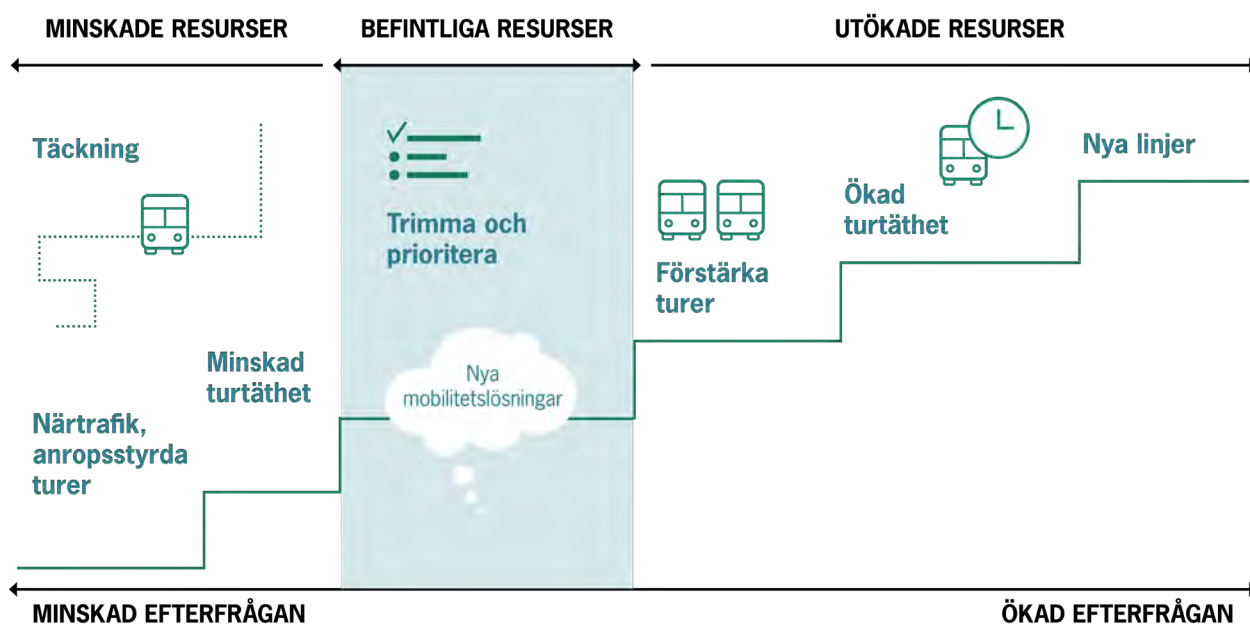 MINSKADE RESURSER
BEFINTLIGA RESURSER
UTÖKADE RESURSER
Täckning
Minskad
turtäthet
Närtrafik,
anropsstyrda
turer
Trimma och
prioritera
Nya
mobilitetslösningar
Förstärka
turer
Ökad
turtäthet
Nya linjer
MINSKAD EFTERFRÅGAN
ÖKAD EFTERFRÅGAN